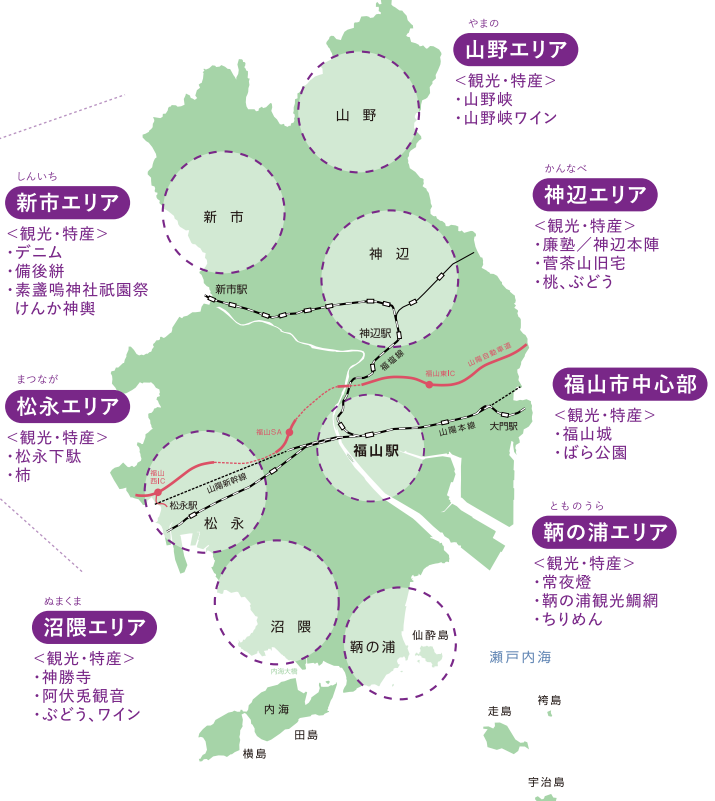 やまの
山野エリア
<観光・特産>
・山野峡
・山野峡ワイン
山 野
しんいち
新市エリア
<観光・特産>
・デニム
・備後絣
・素盞嗚神社祇園祭
けんか神輿
新 市
かんなべ
神辺エリア
<観光・特産>
・廉塾／神辺本陣
・菅茶山旧宅
・桃、ぶどう
神 辺
新市駅
神辺駅
福塩線
山陽自動車道
福山東IC
まつなが
松永エリア
<観光・特産>
・松永下駄
・柿
福山SA
福山市中心部
<観光・特産>
・福山城
・ばら公園
福山駅
山陽本線
大門駅
福山
西IC
山陽新幹線
松永駅
松 永
とものうら
鞆の浦エリア
<観光・特産>
・常夜燈
・鞆の浦観光鯛網
・ちりめん
ぬまくま
沼隈エリア
<観光・特産>
・神勝寺
・阿伏兎観音
・ぶどう、ワイン
沼 隈
鞆の浦
仙酔島
瀬戸内海
内海大橋
内海
田島
横島
走島
袴島
宇治島